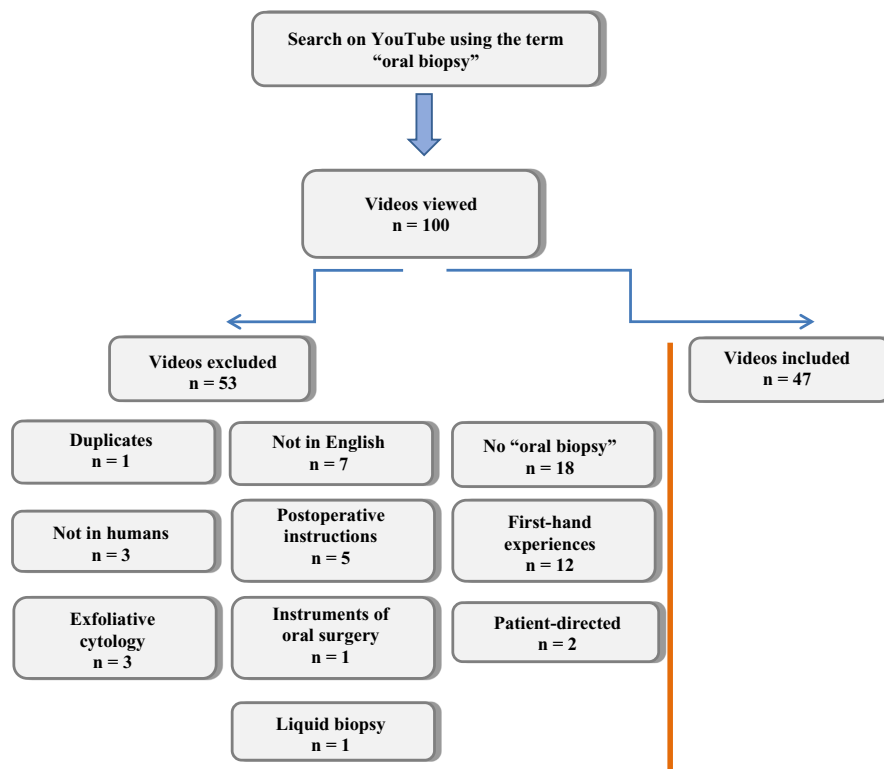 Search on YouTube using the term
“oral biopsy”
Videos viewed
n = 100
Videos excluded
n = 53
Videos included
n = 47
Duplicates
n = 1
Not in English
n = 7
No “oral biopsy”
n = 18
Not in humans
n = 3
Postoperative
instructions
n = 5
First-hand
experiences
n = 12
Exfoliative
cytology
n = 3
Instruments of
oral surgery
n = 1
Patient-directed
n = 2
Liquid biopsy
n = 1